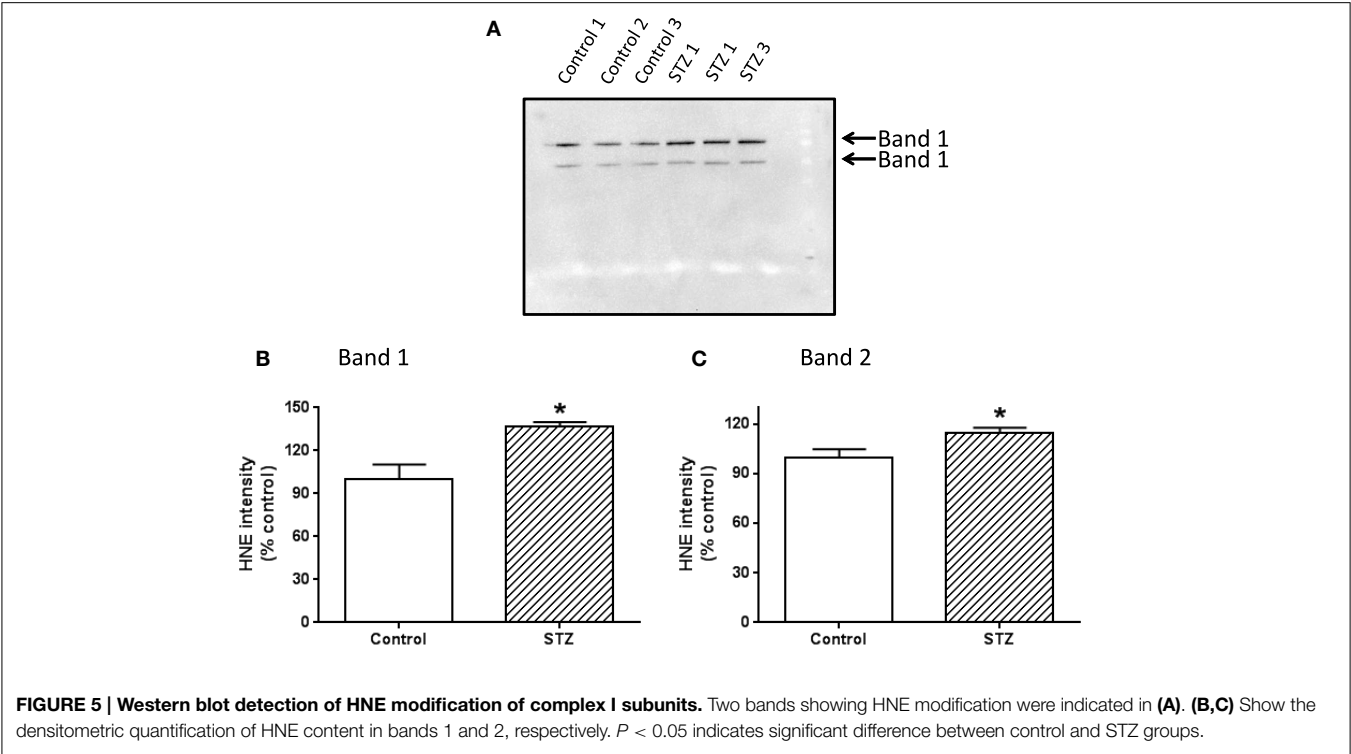 A
Control 1
Control 2
Control 3
STZ 1
STZ 1
STZ 3
Band 1
Band 1
B
Band 1
HNE intensity
(% control)
150
120
90
60
30
0
*
Control
STZ
C
Band 2
HNE intensity
(% control)
120
90
60
30
0
*
Control
STZ
FIGURE 5 | Western blot detection of HNE modification of complex I subunits. Two bands showing HNE modification were indicated in (A). (B,C) Show the
densitometric quantification of HNE content in bands 1 and 2, respectively. P < 0.05 indicates significant difference between control and STZ groups.